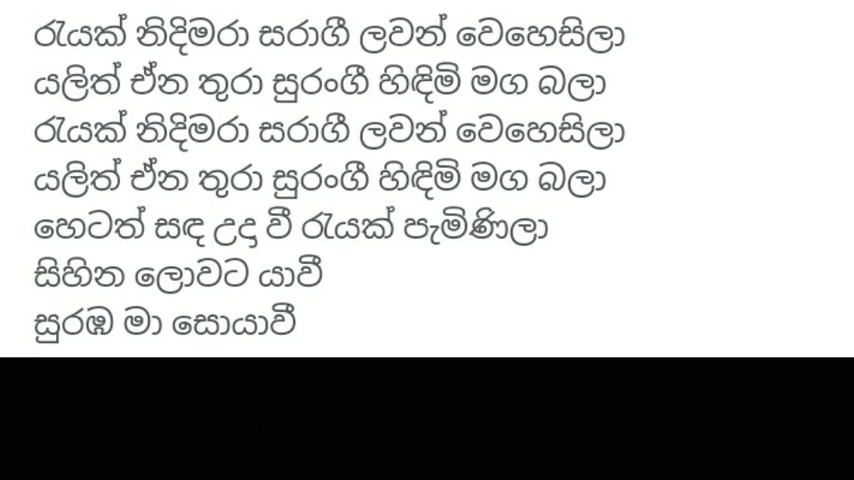 රැයක් නිදිමරා සරාගී ලවන් වෙහෙසිලා
යලිත් ඒන තුරා සුරංගී හිඳිමි මග බලා
රැයක් නිදිමරා සරාගී ලවන් වෙහෙසිලා
යලිත් ඒන තුරා සුරංගී හිඳිමි මග බලා
හෙටත් සඳ උදා වී රැයක් පැමිණිලා
සිහින ලොවට යාවී
සුරඹ මා සොයාවී